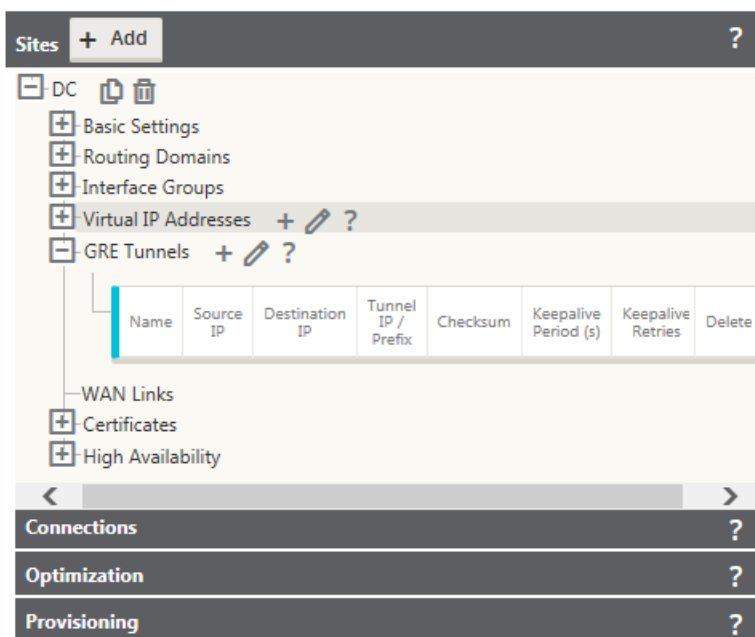 Sites + Add ?
DC
Basic Settings
Routing Domains
Interface Groups
Virtual IP Addresses + ?
GRE Tunnels + ?
Name Source IP Destination IP Tunnel IP / Prefix Checksum Keepalive Period (s) Keepalive Retries Delete
WAN Links
Certificates
High Availability
Connections ?
Optimization ?
Provisioning ?